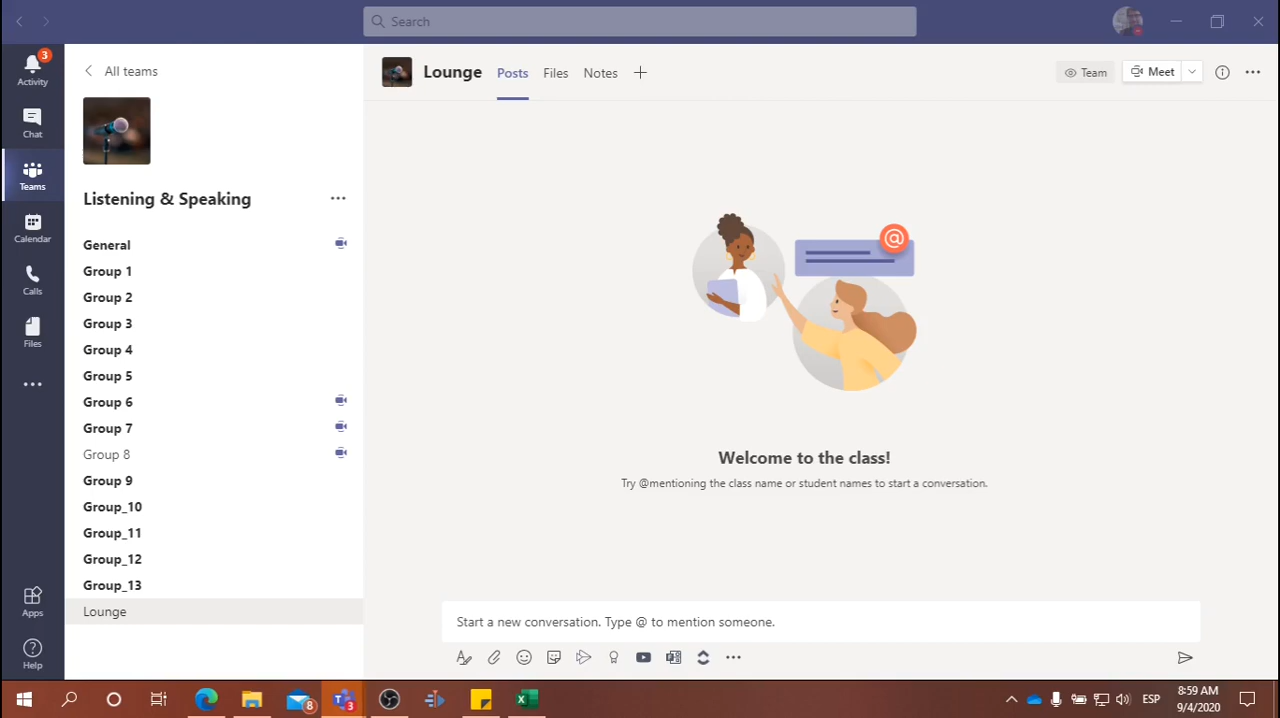 Search
3
Activity
Chat
Teams
Calendar
Calls
Files
Apps
Help
All teams
Listening & Speaking
General
Group 1
Group 2
Group 3
Group 4
Group 5
Group 6
Group 7
Group 8
Group 9
Group_10
Group_11
Group_12
Group_13
Lounge
Lounge Posts Files Notes
Team Meet
@
Welcome to the class!
Try @mentioning the class name or student names to start a conversation.
Start a new conversation. Type @ to mention someone.
8
3
ESP
8:59 AM
9/4/2020